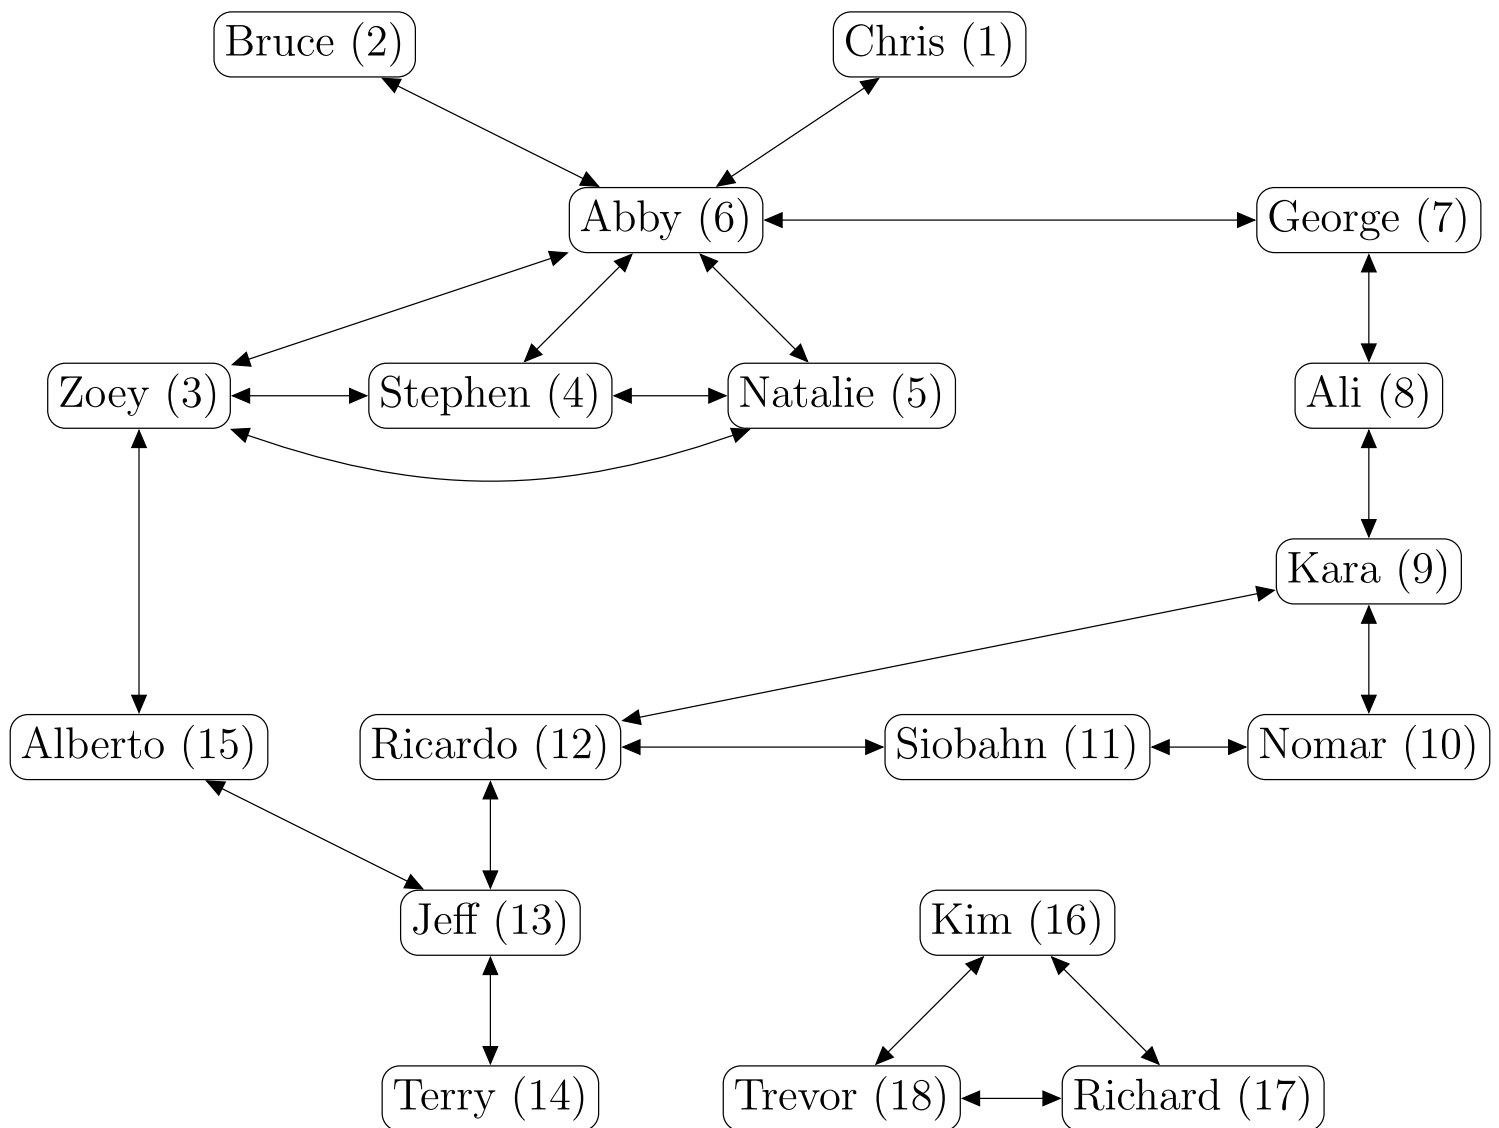 Bruce (2)
Chris (1)
Abby (6)
George (7)
Zoey (3)
Stephen (4)
Natalie (5)
Ali (8)
Kara (9)
Alberto (15)
Ricardo (12)
Siobahn (11)
Nomar (10)
Jeff (13)
Kim (16)
Terry (14)
Trevor (18)
Richard (17)